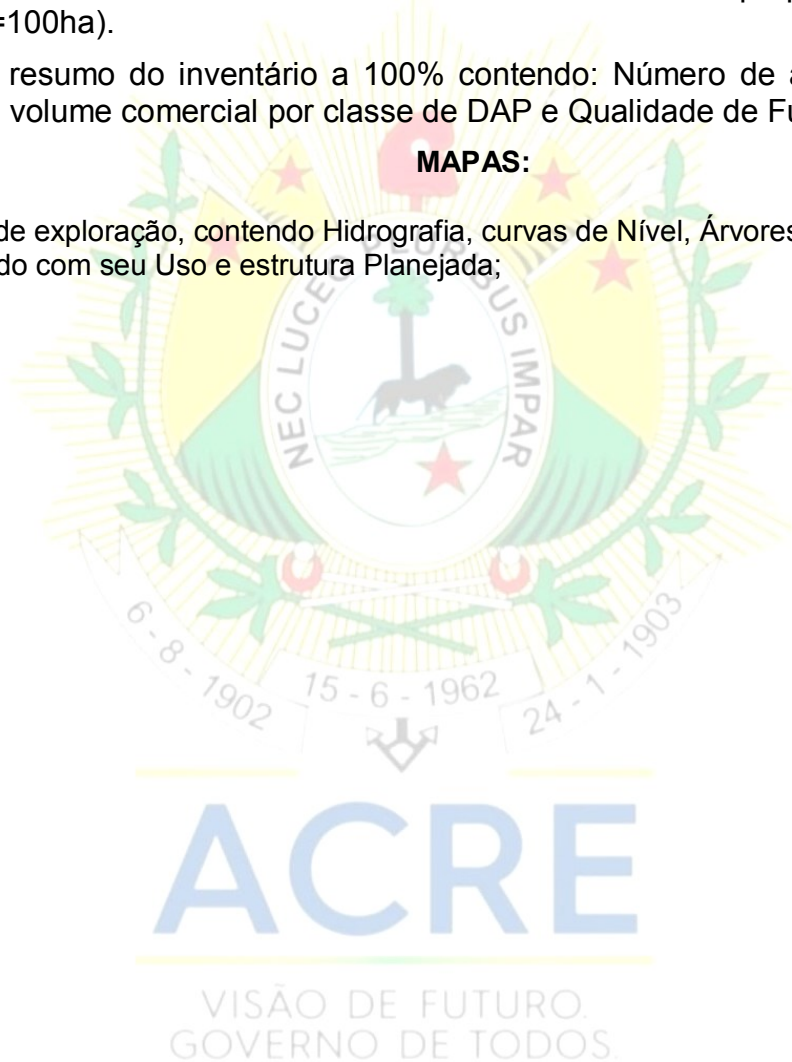 =100ha).
resumo do inventário a 100% contendo: Número de
volume comercial por classe de DAP e Qualidade de
MAPAS:
de exploração, contendo Hidrografia, curvas de Nível, Árvores
do com seu Uso e estrutura Planejada;
NEC LUCEO PLURIBUS IMPAR
6 - 8 - 1902
15 - 6 - 1962
24 - 1 - 1903
ACRE
VISÃO DE FUTURO.
GOVERNO DE TODOS